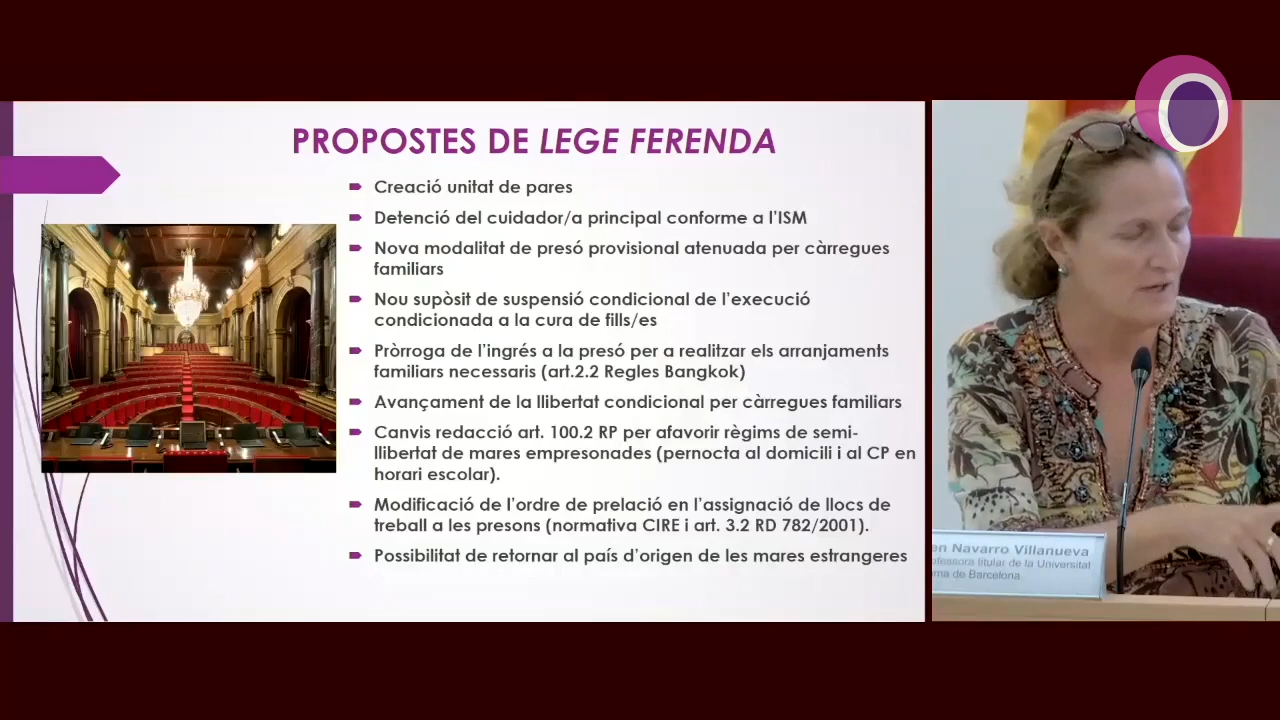 PROPOSTES DE LEGE FERENDA
Creació unitat de pares
Detenció del cuidador/a principal conforme a l'ISM
Nova modalitat de presó provisional atenuada per càrregues
familiars
Nou supòsit de suspensió condicional de l'execució
condicionada a la cura de fills/es
Pròrroga de l'ingrés a la presó per a realitzar els arranjaments
familiars necessaris (art.2.2 Regles Bangkok)
Avançament de la llibertat condicional per càrregues familiars
Canvis redacció art. 100.2 RP per afavorir règims de semi-
llibertat de mares empresonades (pernocta al domicili i al CP en
horari escolar).
Modificació de l'ordre de prelació en l'assignació de llocs de
treball a les presons (normativa CIRE i art. 3.2 RD 782/2001).
Possibilitat de retornar al país d'origen de les mares estrangeres
en Navarro Villanueva
ofessora titular de la Universitat
ma de Barcelona